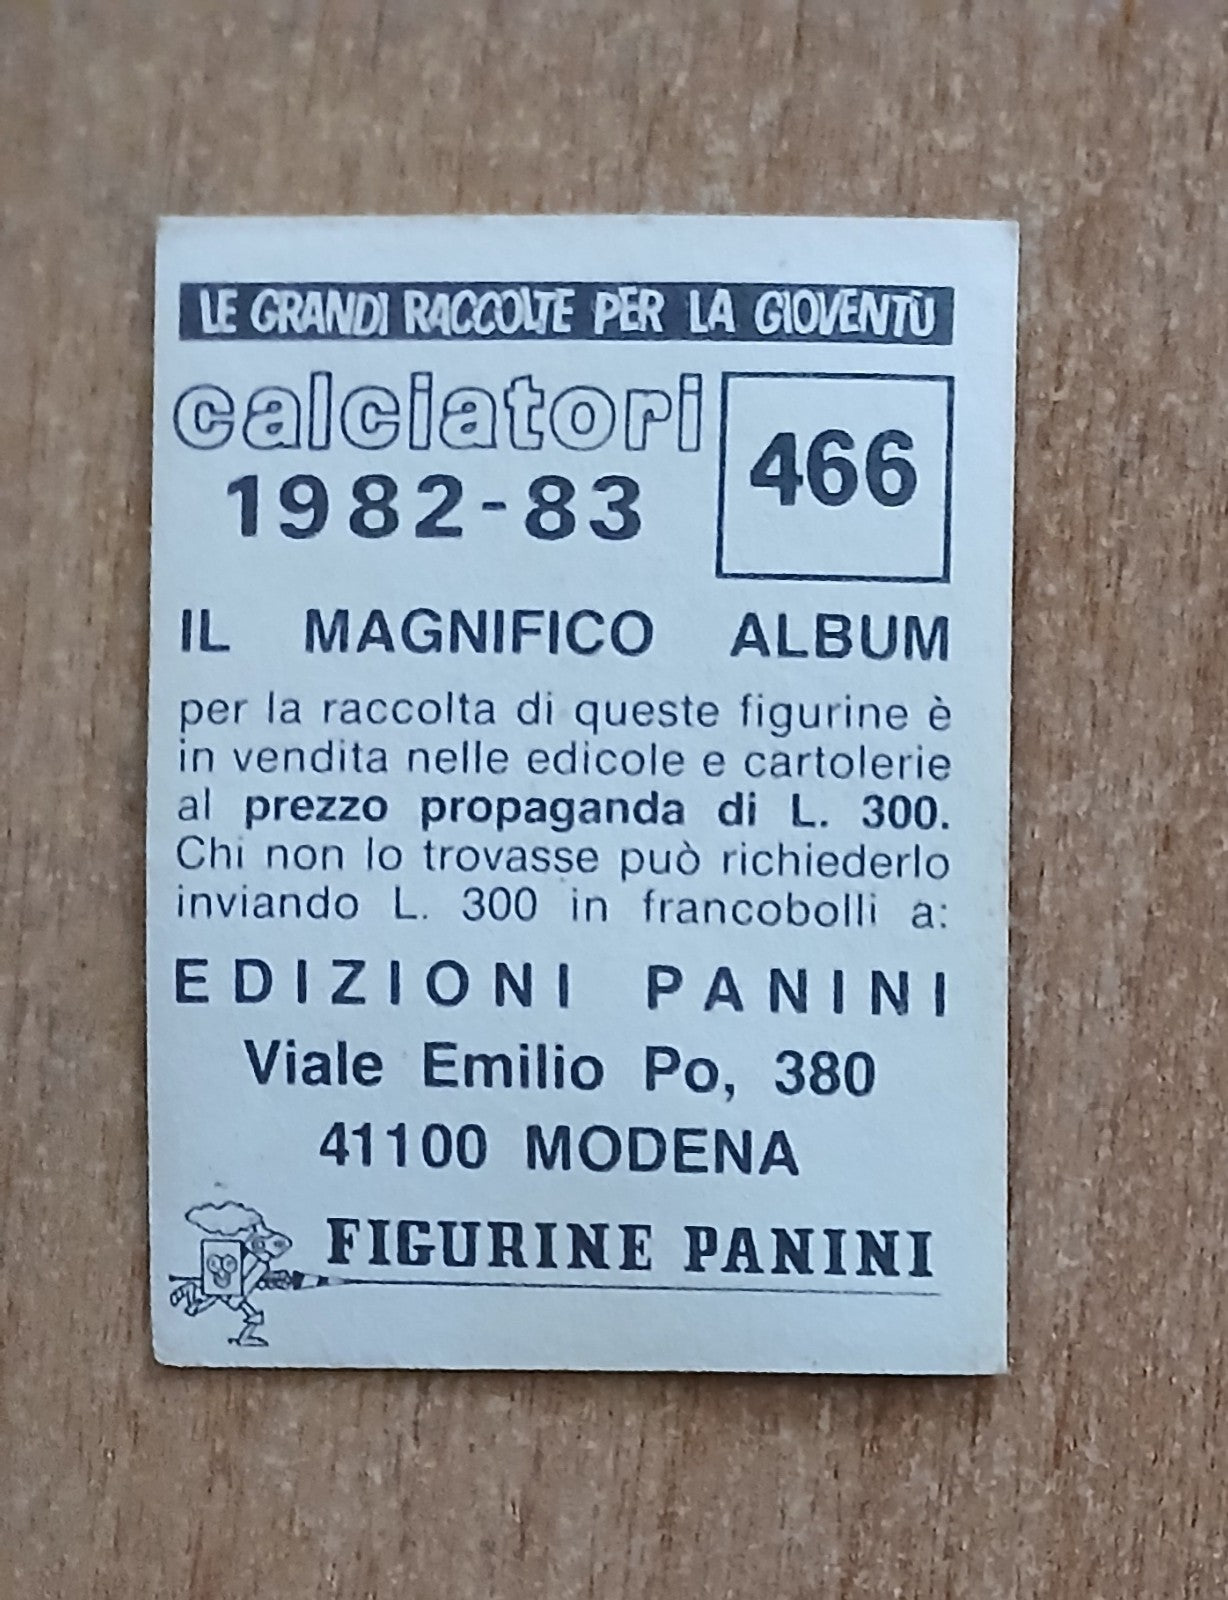 LE GRANDI RACCOLTE PER LA GIOVENTÙ
calciatori
1982-83
466
IL MAGNIFICO ALBUM
per la raccolta di queste figurine è
in vendita nelle edicole e cartolerie
al prezzo propaganda di L. 300.
Chi non lo trovasse può richiederlo
inviando L. 300 in francobolli a:
EDIZIONI PANINI
Viale Emilio Po, 380
41100 MODENA
FIGURINE PANINI